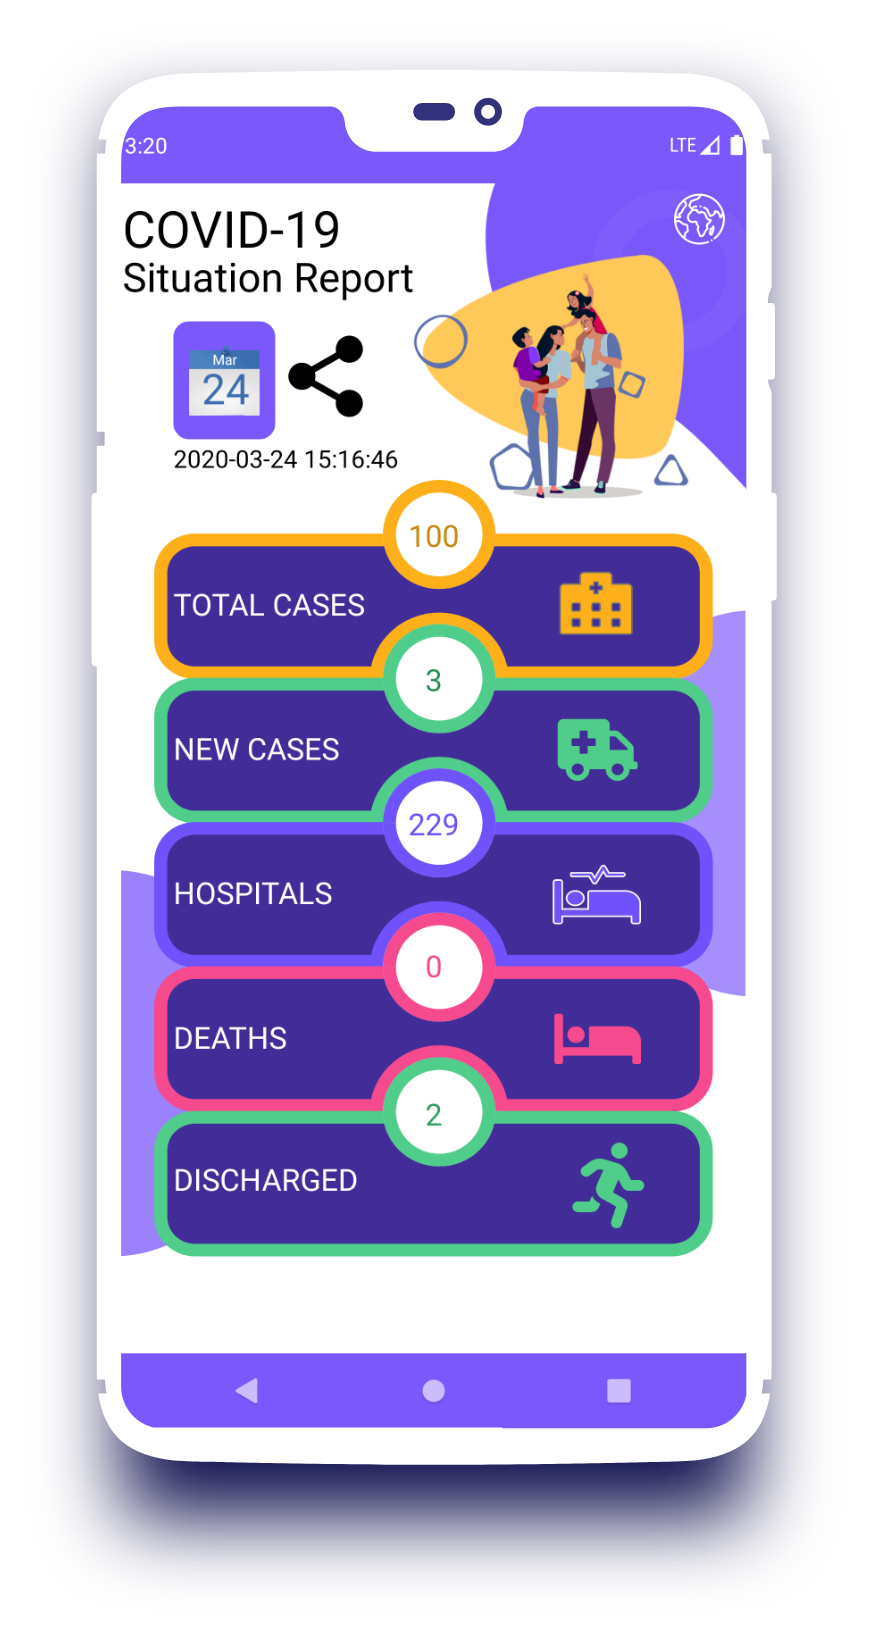 3:20
LTE
COVID-19
Situation Report
Mar
24
2020-03-24 15:16:46
100
TOTAL CASES
3
NEW CASES
229
HOSPITALS
0
DEATHS
2
DISCHARGED